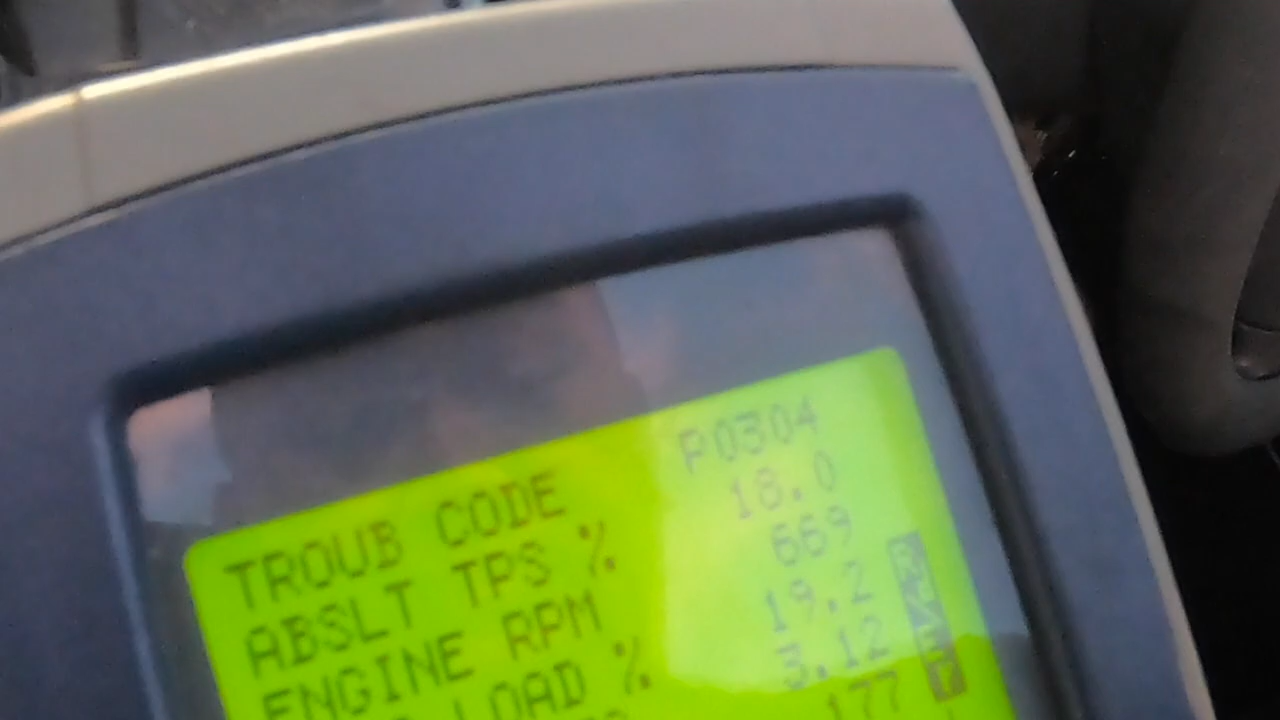 TROUB CODE P0304
ABSLT TPS % 18.0
ENGINE RPM 669
LOAD % 19.2
3.12
177